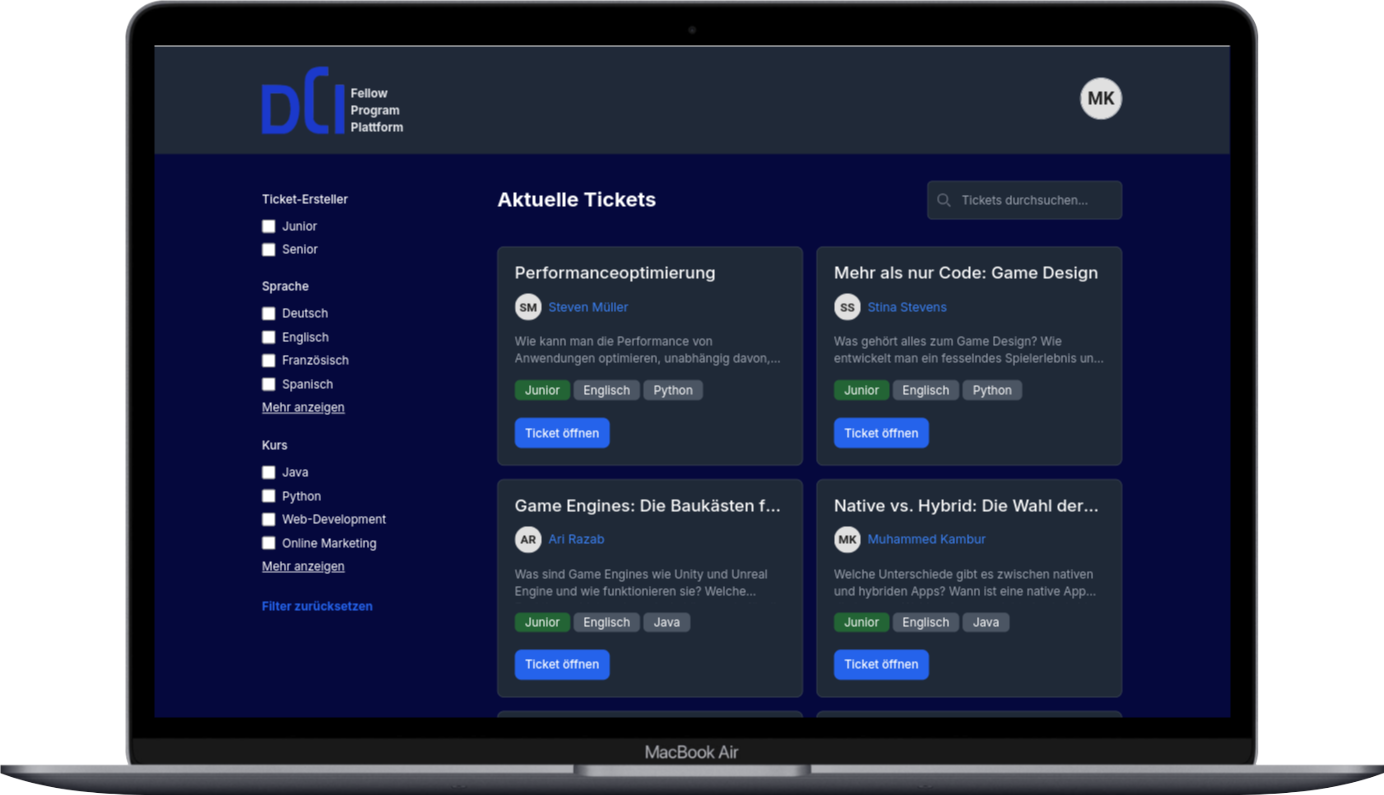 DCI
Fellow
Program
Plattform
MK
Ticket-Ersteller
Junior
Senior
Sprache
Deutsch
Englisch
Französisch
Spanisch
Mehr anzeigen
Kurs
Java
Python
Web-Development
Online Marketing
Mehr anzeigen
Filter zurücksetzen
Aktuelle Tickets
Tickets durchsuchen...
Performanceoptimierung
SM Steven Müller
Wie kann man die Performance von
Anwendungen optimieren, unabhängig davon,...
Junior Englisch Python
Ticket öffnen
Mehr als nur Code: Game Design
SS Stina Stevens
Was gehört alles zum Game Design? Wie
entwickelt man ein fesselndes Spielerlebnis un...
Junior Englisch Python
Ticket öffnen
Game Engines: Die Baukästen f...
AR Ari Razab
Was sind Game Engines wie Unity und Unreal
Engine und wie funktionieren sie? Welche...
Junior Englisch Java
Ticket öffnen
Native vs. Hybrid: Die Wahl der...
MK Muhammed Kambur
Welche Unterschiede gibt es zwischen nativen
und hybriden Apps? Wann ist eine native App...
Junior Englisch Java
Ticket öffnen
MacBook Air